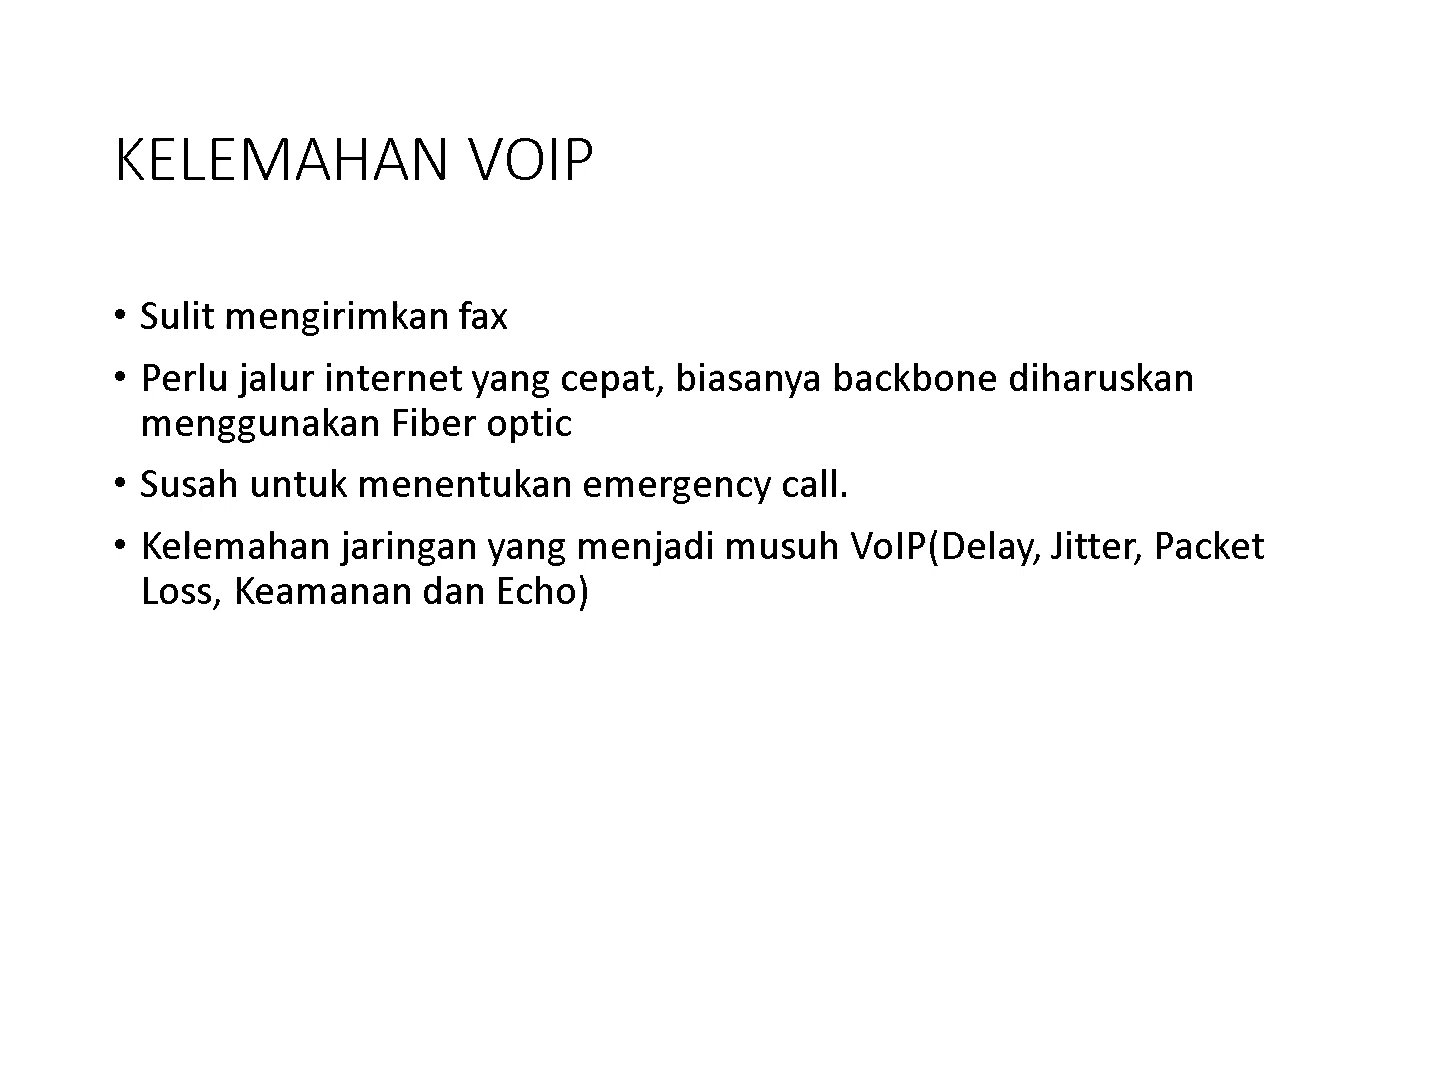 KELEMAHAN VOIP
• Sulit mengirimkan fax
• Perlu jalur internet yang cepat, biasanya backbone diharuskan
menggunakan Fiber optic
• Susah untuk menentukan emergency call.
• Kelemahan jaringan yang menjadi musuh VoIP(Delay, Jitter, Packet
Loss, Keamanan dan Echo)